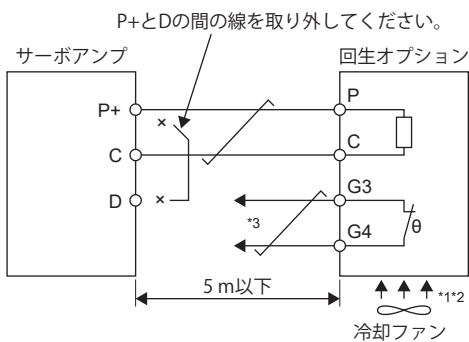 P+とDの間の線を取り外してください。
サーボアンプ
回生オプション
P+
P
C
C
D
G3
*3
G4
θ
5 m以下
*1*2
冷却ファン